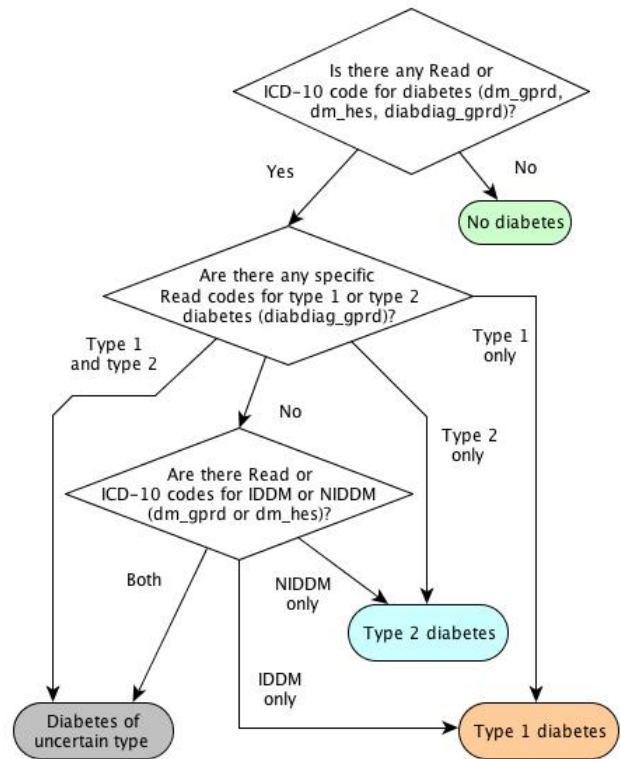 Is there any Read or
ICD-10 code for diabetes (dm_gprd,
dm_hes, diabdiag_gprd)?
Yes
No
No diabetes
Are there any specific
Read codes for type 1 or type 2
diabetes (diabdiag_gprd)?
Type 1
and type 2
Type 1
only
No
Type 2
only
Are there Read or
ICD-10 codes for IDDM or NIDDM
(dm_gprd or dm_hes)?
Both
NIDDM
only
Type 2 diabetes
IDDM
only
Diabetes of
uncertain type
Type 1 diabetes